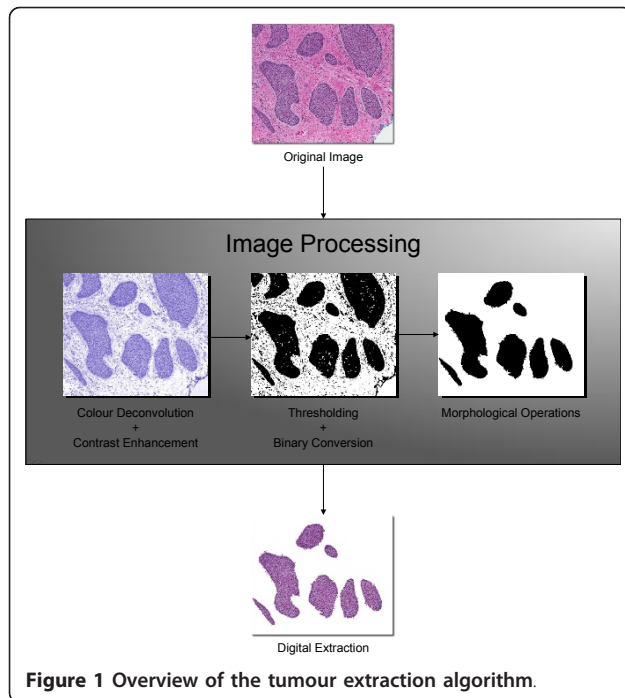 Original Image
Image Processing
Colour Deconvolution
+
Contrast Enhancement
Thresholding
+
Binary Conversion
Morphological Operations
Digital Extraction
Figure 1 Overview of the tumour extraction algorithm.